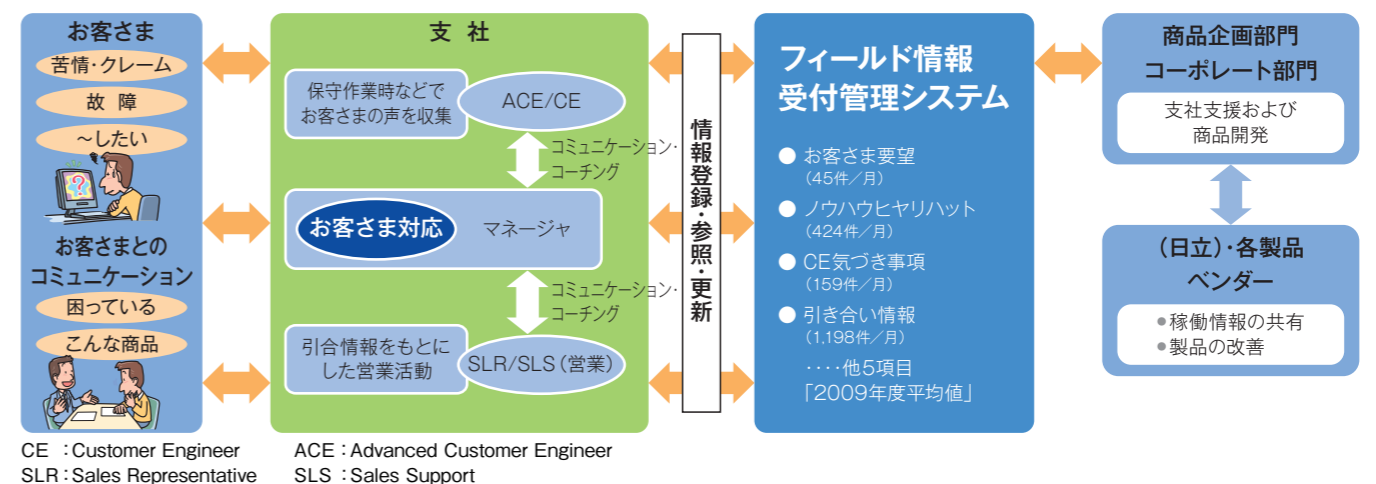 お客さま
苦情・クレーム
故 障
～したい
?
お客さまとの
コミュニケーション
困っている
こんな商品
支 社
保守作業時などで
お客さまの声を収集
ACE/CE
コミュニケーション・
コーチング
お客さま対応
マネージャ
コミュニケーション・
コーチング
引合情報をもとに
した営業活動
SLR/SLS（営業）
情報登録・参照・更新
フィールド情報
受付管理システム
● お客さま要望
（45件／月）
● ノウハウヒヤリハット
（424件／月）
● CE気づき事項
（159件／月）
● 引き合い情報
（1,198件／月）
‥‥他5項目
「2009年度平均値」
商品企画部門
コーポレート部門
支社支援および
商品開発
（日立）・各製品
ベンダー
●稼働情報の共有
●製品の改善
CE ：Customer Engineer
ACE：Advanced Customer Engineer
SLR：Sales Representative
SLS ：Sales Support